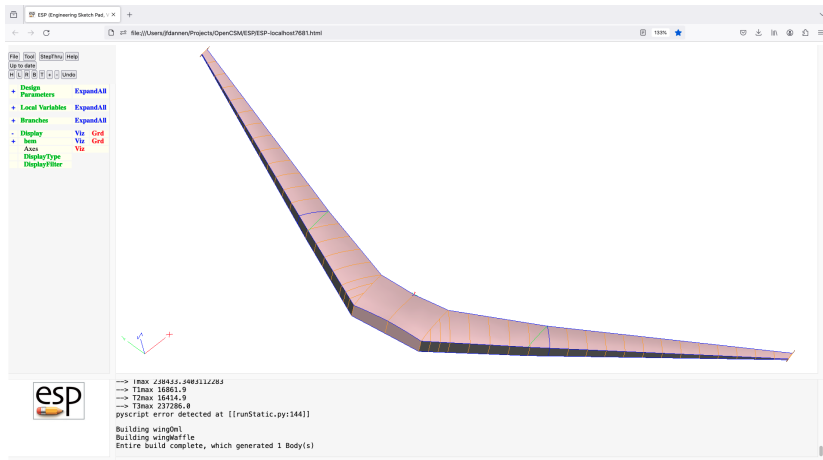 ESP (Engineering Sketch Pad, V
file:///Users/jfdannen/Projects/OpenCSM/ESP/ESP-localhost7681.html
133%
File Tool StepThru Help
Up to date
H L R B T + - Undo
+ Design Parameters ExpandAll
+ Local Variables ExpandAll
+ Branches ExpandAll
- Display Viz Grd
+ bem Viz Grd
Axes Viz
DisplayType
DisplayFilter
esp
--> Tmax 238433.3403112283
--> T1max 16861.9
--> T2max 16414.9
--> T3max 237286.0
pyscript error detected at [[runStatic.py:144]]
Building wingOml
Building wingWaffle
Entire build complete, which generated 1 Body(s)